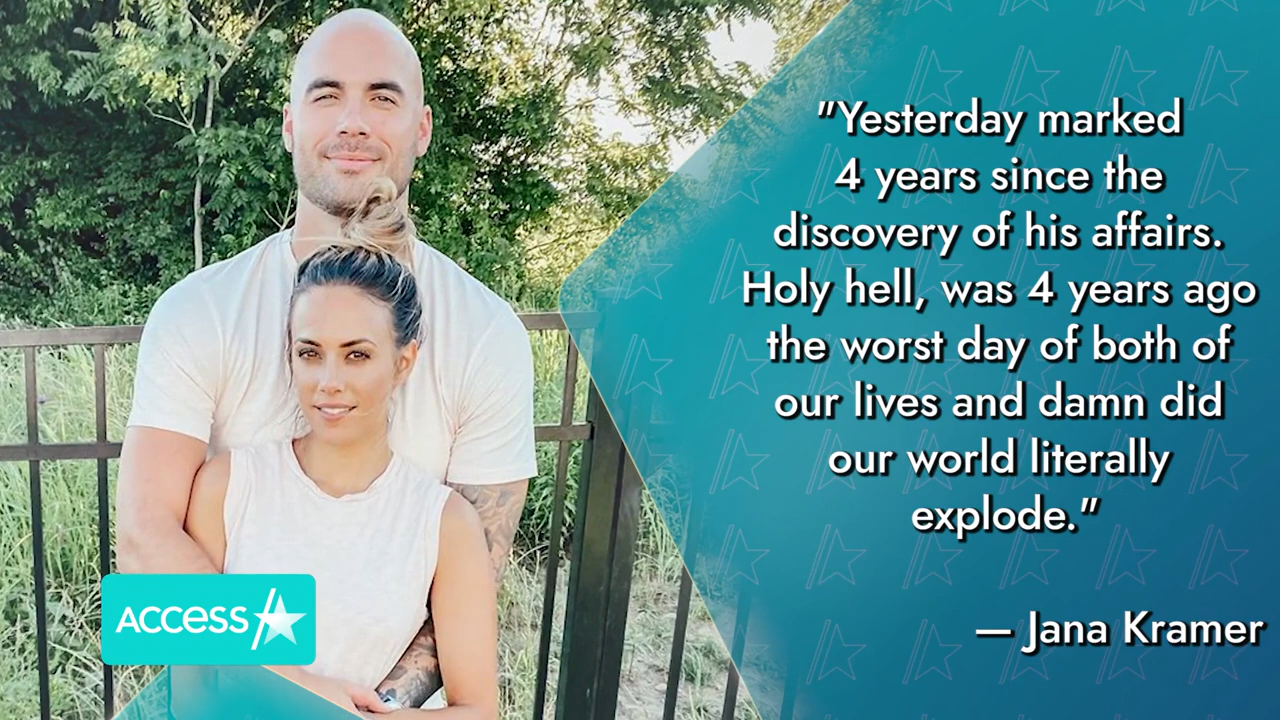 "Yesterday marked
4 years since the
discovery of his affairs.
Holy hell, was 4 years ago
the worst day of both of
our lives and damn did
our world literally
explode."
— Jana Kramer
ACCESS